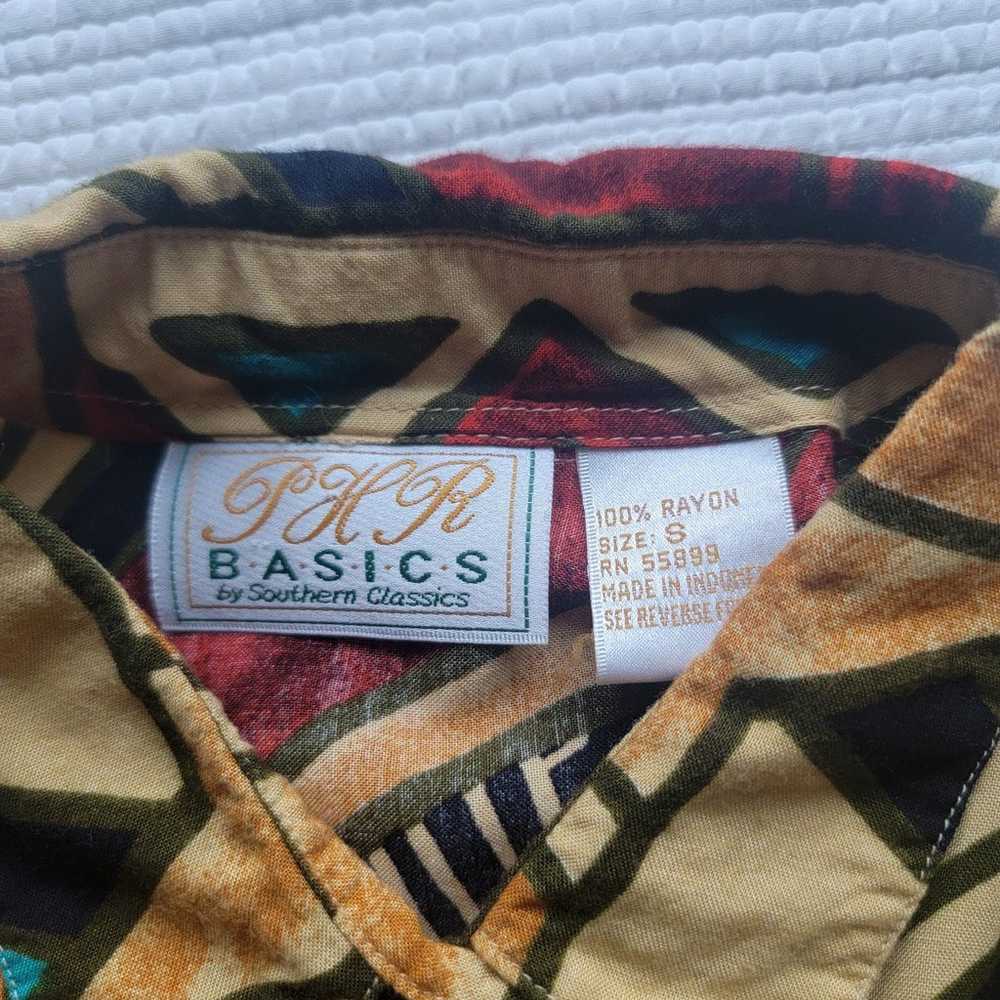 PHR
B·A·S·I·C·S
by Southern Classics
100% RAYON
SIZE: S
RN 55899
MADE IN
SEE REVERSE